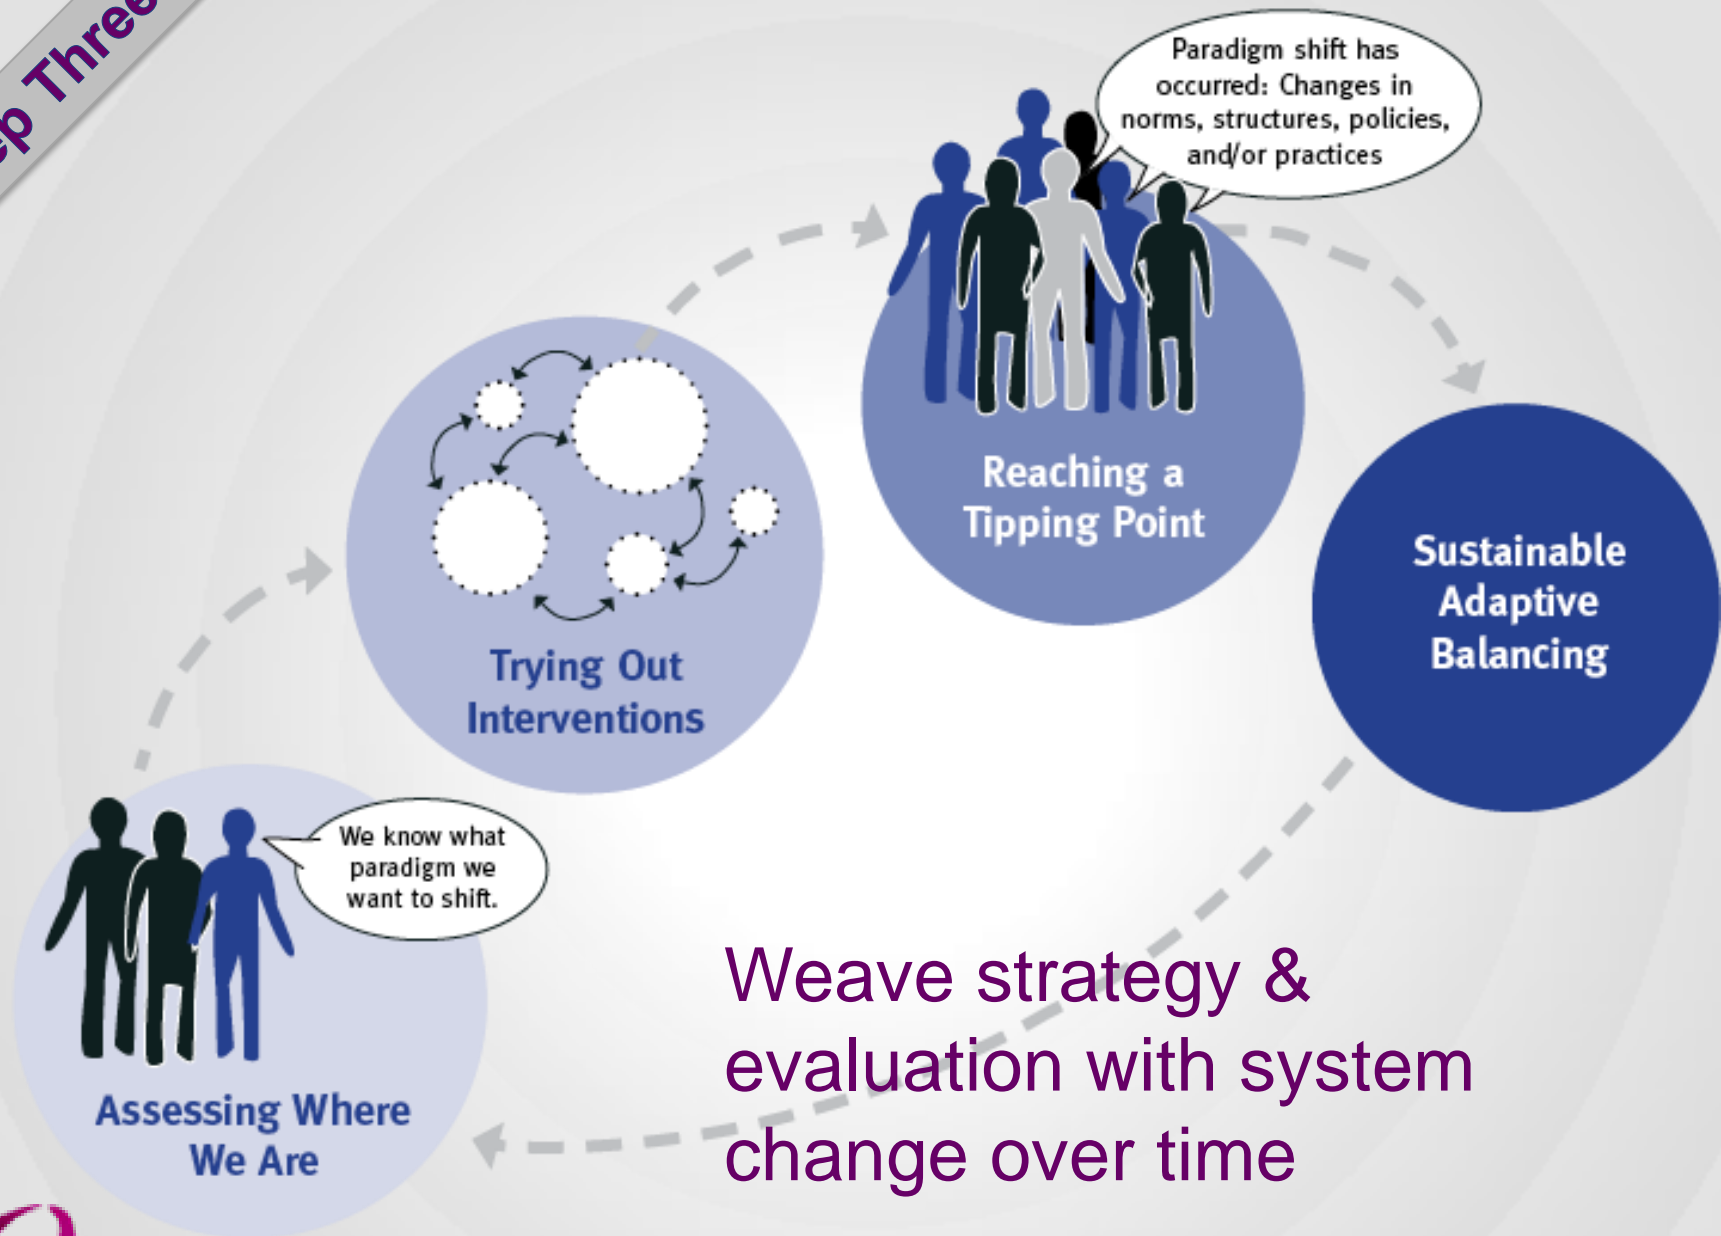 Three
Paradigm shift has
occurred: Changes in
norms, structures, policies,
and/or practices
Reaching a
Tipping Point
Sustainable
Adaptive
Balancing
Trying Out
Interventions
We know what
paradigm we
want to shift.
Assessing Where
We Are
Weave strategy &
evaluation with system
change over time